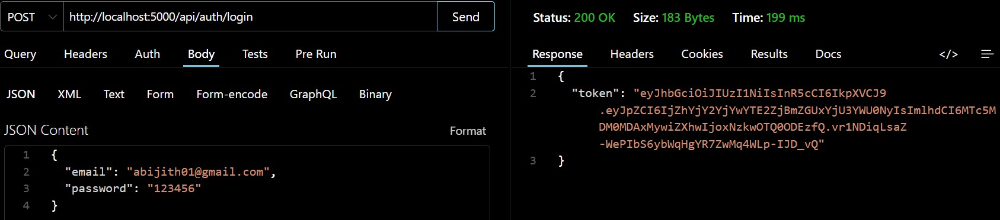 POST http://localhost:5000/api/auth/login Send
Query Headers Auth Body Tests Pre Run
JSON XML Text Form Form-encode GraphQL Binary
JSON Content Format
1 {
2 "email": "abijith01@gmail.com",
3 "password": "123456"
4 }
Status: 200 OK Size: 183 Bytes Time: 199 ms
Response Headers Cookies Results Docs </>
1 {
2 "token": "eyJhbGciOiJIUzI1NiIsInR5cCI6IkpXVCJ9
.eyJpZCI6IjZhYjY2YjYwYTE2ZjBmZGUxYjU3YWU0NyIsImlhdCI6MTc5M
DM0MDAxMywiZXhwIjoxNzkwOTQ0ODEzfQ.vr1NDiqLsaZ
-WePIbS6ybWqHgYR7ZwMq4WLp-IJD_vQ"
3 }